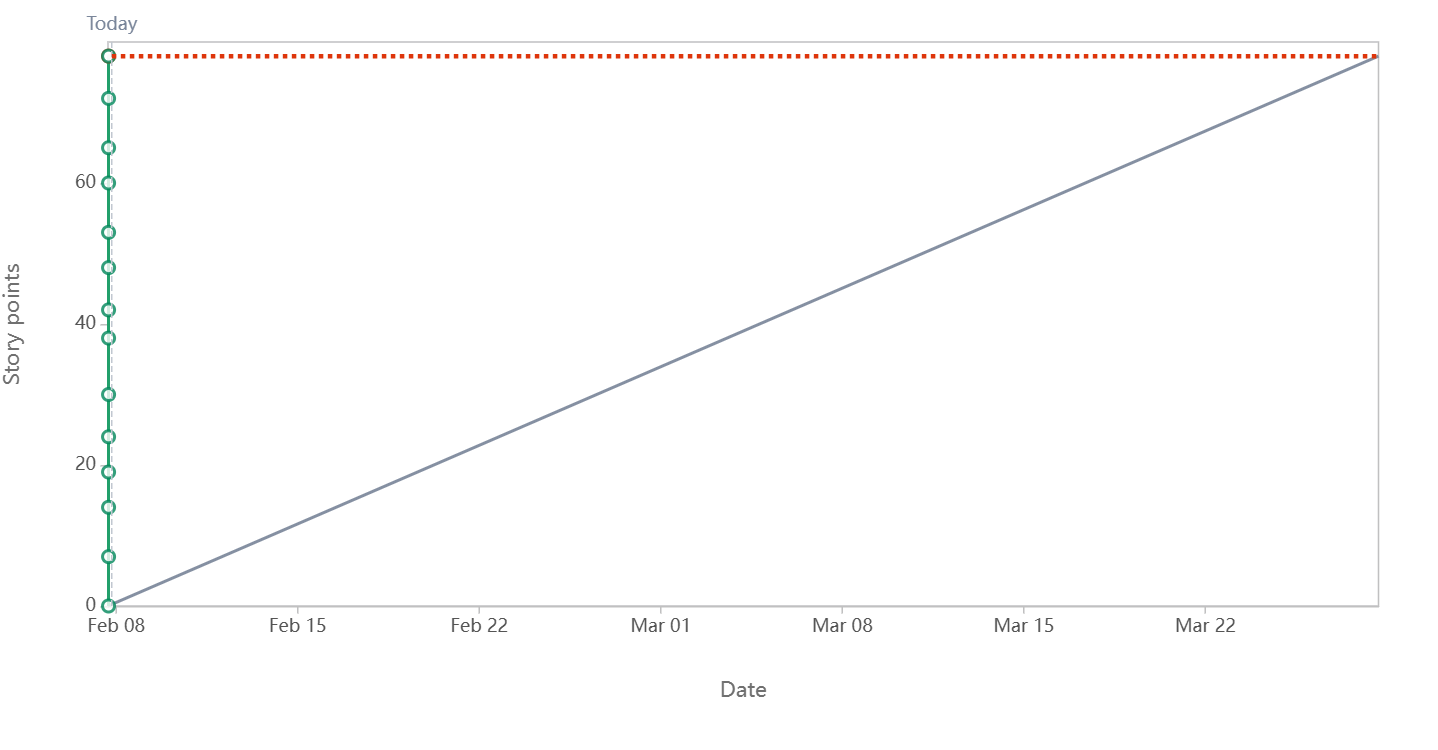 Today
60
40
20
0
Story points
Feb 08
Feb 15
Feb 22
Mar 01
Mar 08
Mar 15
Mar 22
Date